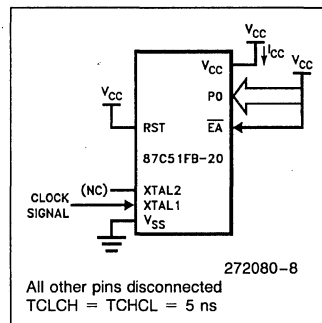 VCC
ICC
VCC
VCC
P0
VCC
RST
EA
87C51FB-20
(NC)
XTAL2
CLOCK
SIGNAL
XTAL1
VSS
272080-8
All other pins disconnected
TCLCH = TCHCL = 5 ns